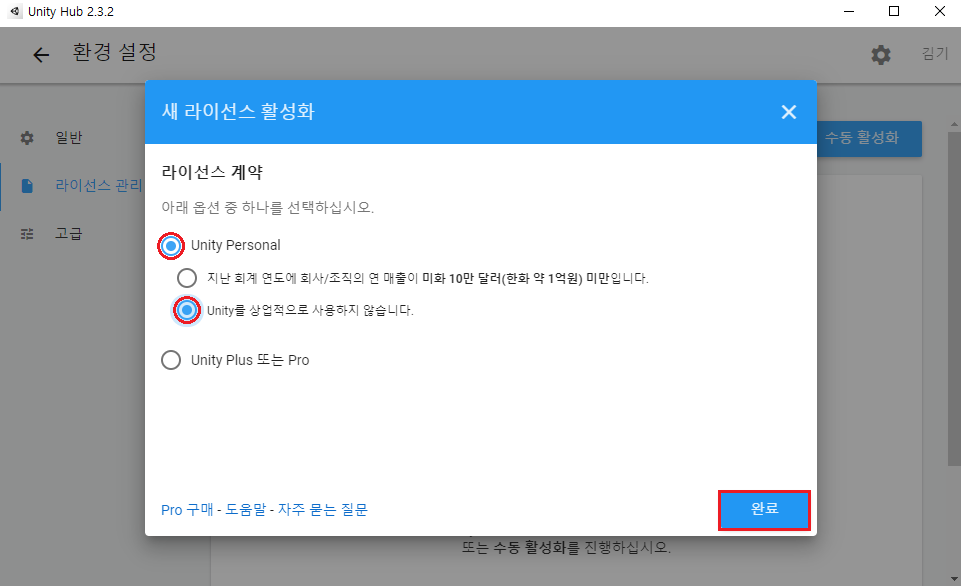 Unity Hub 2.3.2
환경 설정
김기
새 라이선스 활성화
일반
수동 활성화
라이선스 계약
라이선스 관리
아래 옵션 중 하나를 선택하십시오.
고급
Unity Personal
지난 회계 연도에 회사/조직의 연 매출이 미화 10만 달러(한화 약 1억원) 미만입니다.
Unity를 상업적으로 사용하지 않습니다.
Unity Plus 또는 Pro
Pro 구매 - 도움말 - 자주 묻는 질문
완료
또는 수동 활성화를 진행하십시오.